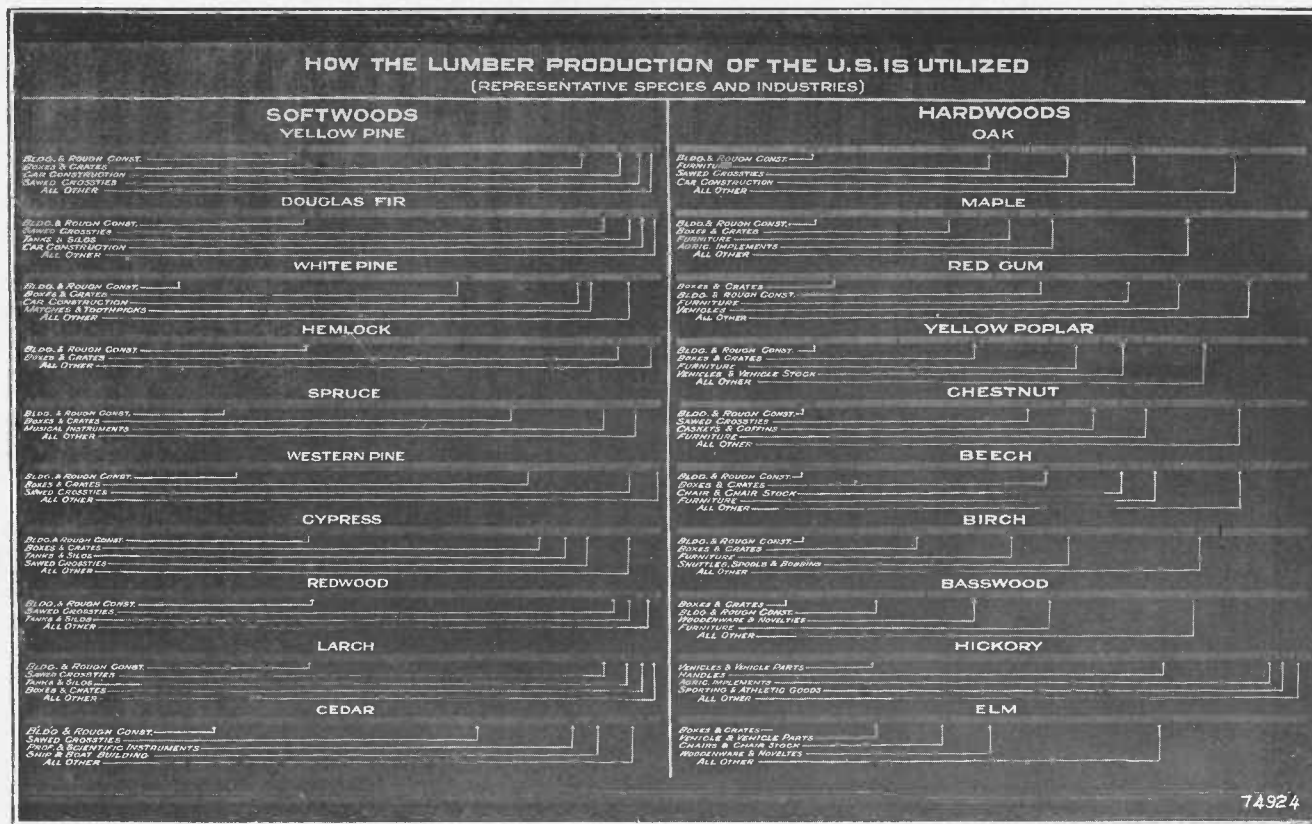 HOW THE LUMBER PRODUCTION OF THE U.S. IS UTILIZED
(REPRESENTATIVE SPECIES AND INDUSTRIES)
SOFTWOODS
YELLOW PINE
BLDG. & ROUGH CONST.
BOXES & CRATES
CAR CONSTRUCTION
SAWED CROSSTIES
ALL OTHER
DOUGLAS FIR
BLDG. & ROUGH CONST.
SAWED CROSSTIES
TANKS & SILOS
CAR CONSTRUCTION
ALL OTHER
WHITE PINE
BLDG. & ROUGH CONST.
BOXES & CRATES
CAR CONSTRUCTION
MATCHES & TOOTHPICKS
ALL OTHER
HEMLOCK
BLDG. & ROUGH CONST.
BOXES & CRATES
ALL OTHER
SPRUCE
BLDG. & ROUGH CONST.
BOXES & CRATES
MUSICAL INSTRUMENTS
ALL OTHER
WESTERN PINE
BLDG. & ROUGH CONST.
BOXES & CRATES
SAWED CROSSTIES
ALL OTHER
CYPRESS
BLDG. & ROUGH CONST.
BOXES & CRATES
TANKS & SILOS
SAWED CROSSTIES
ALL OTHER
REDWOOD
BLDG. & ROUGH CONST.
SAWED CROSSTIES
TANKS & SILOS
ALL OTHER
LARCH
BLDG. & ROUGH CONST.
SAWED CROSSTIES
TANKS & SILOS
BOXES & CRATES
ALL OTHER
CEDAR
BLDG & ROUGH CONST.
SAWED CROSSTIES
PROF. & SCIENTIFIC INSTRUMENTS
SHIP & BOAT BUILDING
ALL OTHER
HARDWOODS
OAK
BLDG. & ROUGH CONST.
FURNITURE
SAWED CROSSTIES
CAR CONSTRUCTION
ALL OTHER
MAPLE
BLDG. & ROUGH CONST.
BOXES & CRATES
FURNITURE
AGRIC. IMPLEMENTS
ALL OTHER
RED GUM
BOXES & CRATES
BLDG. & ROUGH CONST.
FURNITURE
VEHICLES
ALL OTHER
YELLOW POPLAR
BLDG. & ROUGH CONST.
BOXES & CRATES
FURNITURE
VEHICLES & VEHICLE STOCK
ALL OTHER
CHESTNUT
BLDG. & ROUGH CONST.
SAWED CROSSTIES
CASKETS & COFFINS
FURNITURE
ALL OTHER
BEECH
BLDG. & ROUGH CONST.
BOXES & CRATES
CHAIR & CHAIR STOCK
FURNITURE
ALL OTHER
BIRCH
BLDG. & ROUGH CONST.
BOXES & CRATES
FURNITURE
SHUTTLES, SPOOLS & BOBBINS
ALL OTHER
BASSWOOD
BOXES & CRATES
BLDG & ROUGH CONST.
WOODENWARE & NOVELTIES
FURNITURE
ALL OTHER
HICKORY
VEHICLES & VEHICLE PARTS
HANDLES
AGRIC. IMPLEMENTS
SPORTING & ATHLETIC GOODS
ALL OTHER
ELM
BOXES & CRATES
VEHICLE & VEHICLE PARTS
CHAIRS & CHAIR STOCK
WOODENWARE & NOVELTES
ALL OTHER
74924